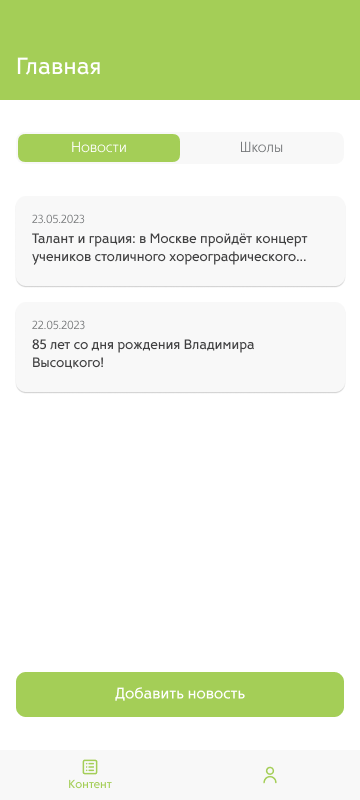 Главная
Новости
Школы
23.05.2023
Талант и грация: в Москве пройдёт концерт
учеников столичного хореографического...
22.05.2023
85 лет со дня рождения Владимира
Высоцкого!
Добавить новость
Контент